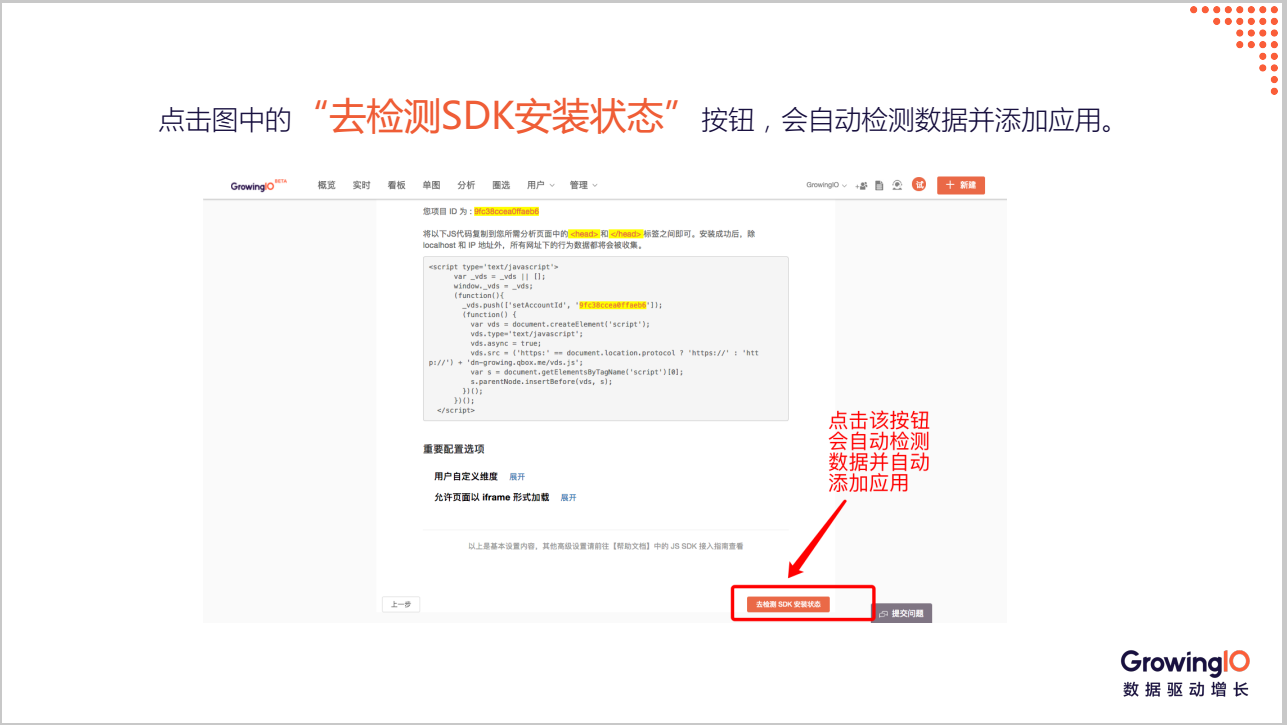 点击图中的“去检测SDK安装状态”按钮，会自动检测数据并添加应用。
GrowingIO BETA 概览 实时 看板 单图 分析 圈选 用户 管理 GrowingIO 试 + 新建
您项目 ID 为：9fc38ccea0ffaeb6
将以下JS代码复制到您所需分析页面中的 <head> 和 </head> 标签之间即可。安装成功后，除
localhost 和 IP 地址外，所有网址下的行为数据都将会被收集。
<script type='text/javascript'>
var _vds = _vds || [];
window._vds = _vds;
(function(){
_vds.push(['setAccountId', '9fc38ccea0ffaeb6']);
(function() {
var vds = document.createElement('script');
vds.type='text/javascript';
vds.async = true;
vds.src = ('https:' == document.location.protocol ? 'https://' : 'htt
p://') + 'dn-growing.qbox.me/vds.js';
var s = document.getElementsByTagName('script')[0];
s.parentNode.insertBefore(vds, s);
})();
})();
</script>
点击该按钮
会自动检测
数据并自动
添加应用
重要配置选项
用户自定义维度 展开
允许页面以 iframe 形式加载 展开
以上是基本设置内容，其他高级设置请前往【帮助文档】中的 JS SDK 接入指南查看
上一步 去检测 SDK 安装状态 提交问题
GrowingIO
数据驱动增长